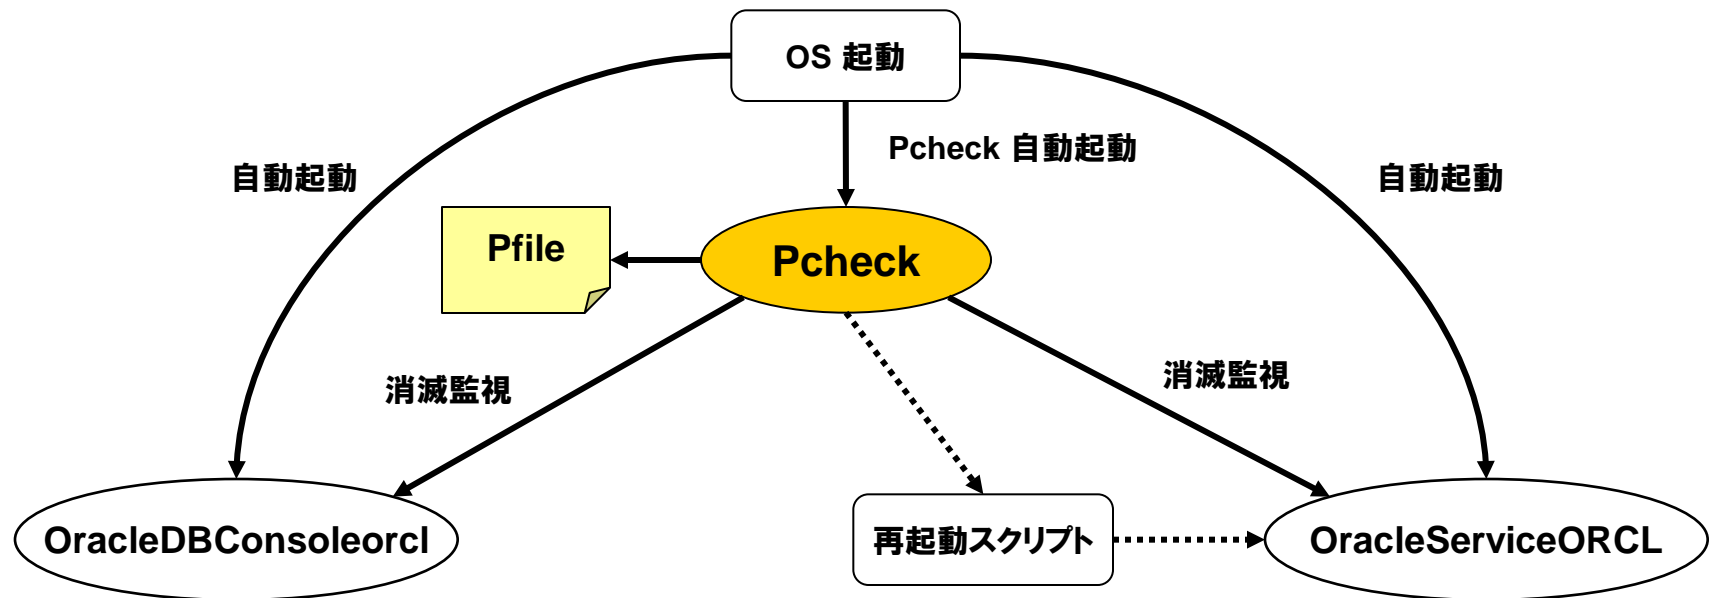 OS 起動
Pcheck 自動起動
自動起動
自動起動
Pfile
Pcheck
消滅監視
消滅監視
OracleDBConsoleorcl
再起動スクリプト
OracleServiceORCL